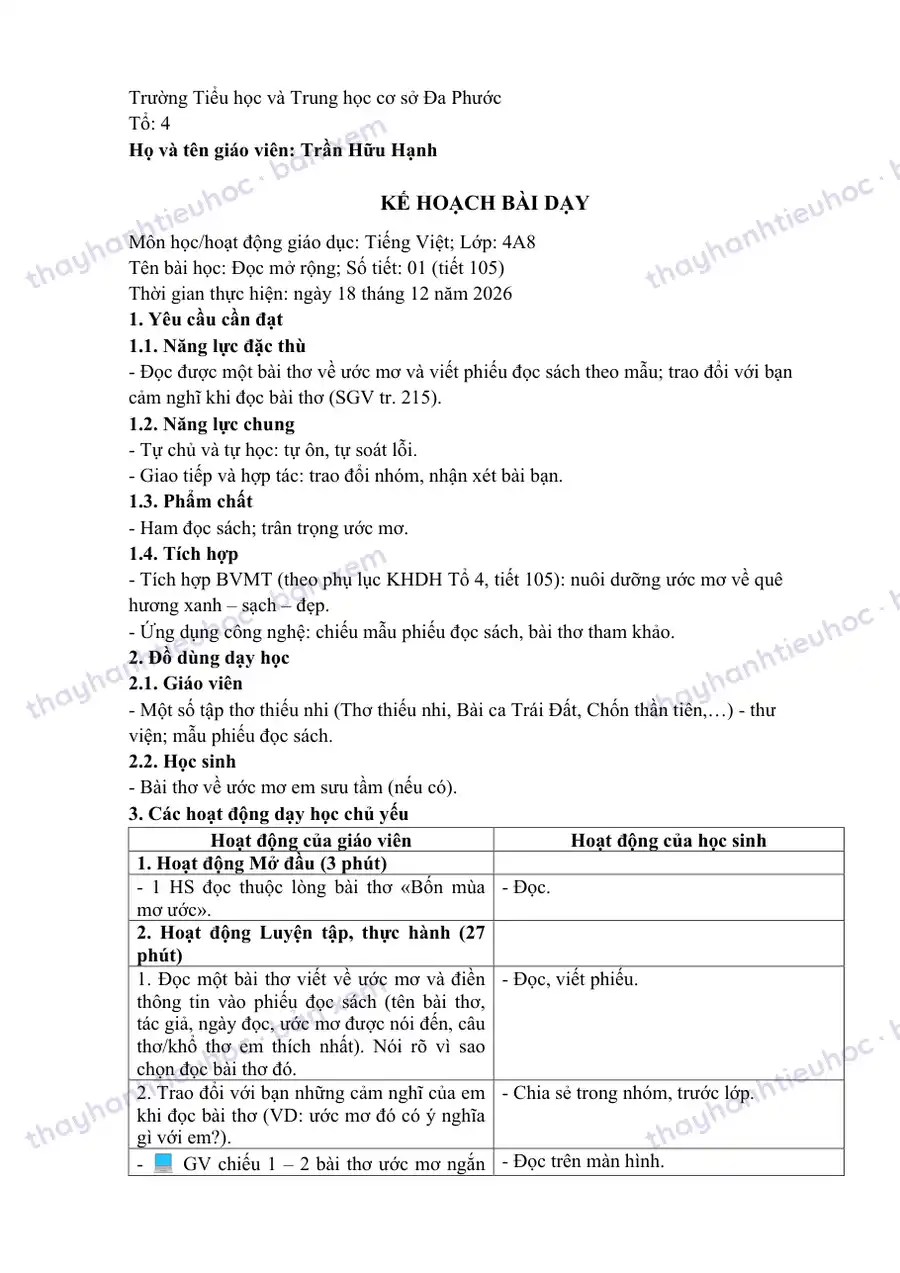 Trường Tiểu học và Trung học cơ sở Đa Phước
Tổ: 4
Họ và tên giáo viên: Trần Hữu Hạnh
KẾ HOẠCH BÀI DẠY
Môn học/hoạt động giáo dục: Tiếng Việt; Lớp: 4A8
Tên bài học: Đọc mở rộng; Số tiết: 01 (tiết 105)
Thời gian thực hiện: ngày 18 tháng 12 năm 2026
1. Yêu cầu cần đạt
1.1. Năng lực đặc thù
- Đọc được một bài thơ về ước mơ và viết phiếu đọc sách theo mẫu; trao đổi với bạn
cảm nghĩ khi đọc bài thơ (SGV tr. 215).
1.2. Năng lực chung
- Tự chủ và tự học: tự ôn, tự soát lỗi.
- Giao tiếp và hợp tác: trao đổi nhóm, nhận xét bài bạn.
1.3. Phẩm chất
- Ham đọc sách; trân trọng ước mơ.
1.4. Tích hợp
- Tích hợp BVMT (theo phụ lục KHDH Tổ 4, tiết 105): nuôi dưỡng ước mơ về quê
hương xanh – sạch – đẹp.
- Ứng dụng công nghệ: chiếu mẫu phiếu đọc sách, bài thơ tham khảo.
2. Đồ dùng dạy học
2.1. Giáo viên
- Một số tập thơ thiếu nhi (Thơ thiếu nhi, Bài ca Trái Đất, Chốn thần tiên,…) - thư
viện; mẫu phiếu đọc sách.
2.2. Học sinh
- Bài thơ về ước mơ em sưu tầm (nếu có).
3. Các hoạt động dạy học chủ yếu
Hoạt động của giáo viên
Hoạt động của học sinh
1. Hoạt động Mở đầu (3 phút)
- 1 HS đọc thuộc lòng bài thơ «Bốn mùa
mơ ước».
- Đọc.
2. Hoạt động Luyện tập, thực hành (27
phút)
1. Đọc một bài thơ viết về ước mơ và điền
thông tin vào phiếu đọc sách (tên bài thơ,
tác giả, ngày đọc, ước mơ được nói đến, câu
thơ/khổ thơ em thích nhất). Nói rõ vì sao
chọn đọc bài thơ đó.
- Đọc, viết phiếu.
2. Trao đổi với bạn những cảm nghĩ của em
khi đọc bài thơ (VD: ước mơ đó có ý nghĩa
gì với em?).
- Chia sẻ trong nhóm, trước lớp.
- 💻 GV chiếu 1 – 2 bài thơ ước mơ ngắn
- Đọc trên màn hình.
thayhanhtieuhoc · bản xem
thayhanhtieuhoc · b
thayhanhtieuhoc · bản xem
thayhanhtieuhoc · b
thayhanhtieuhoc · bản xem
thayhanhtieuhoc · b